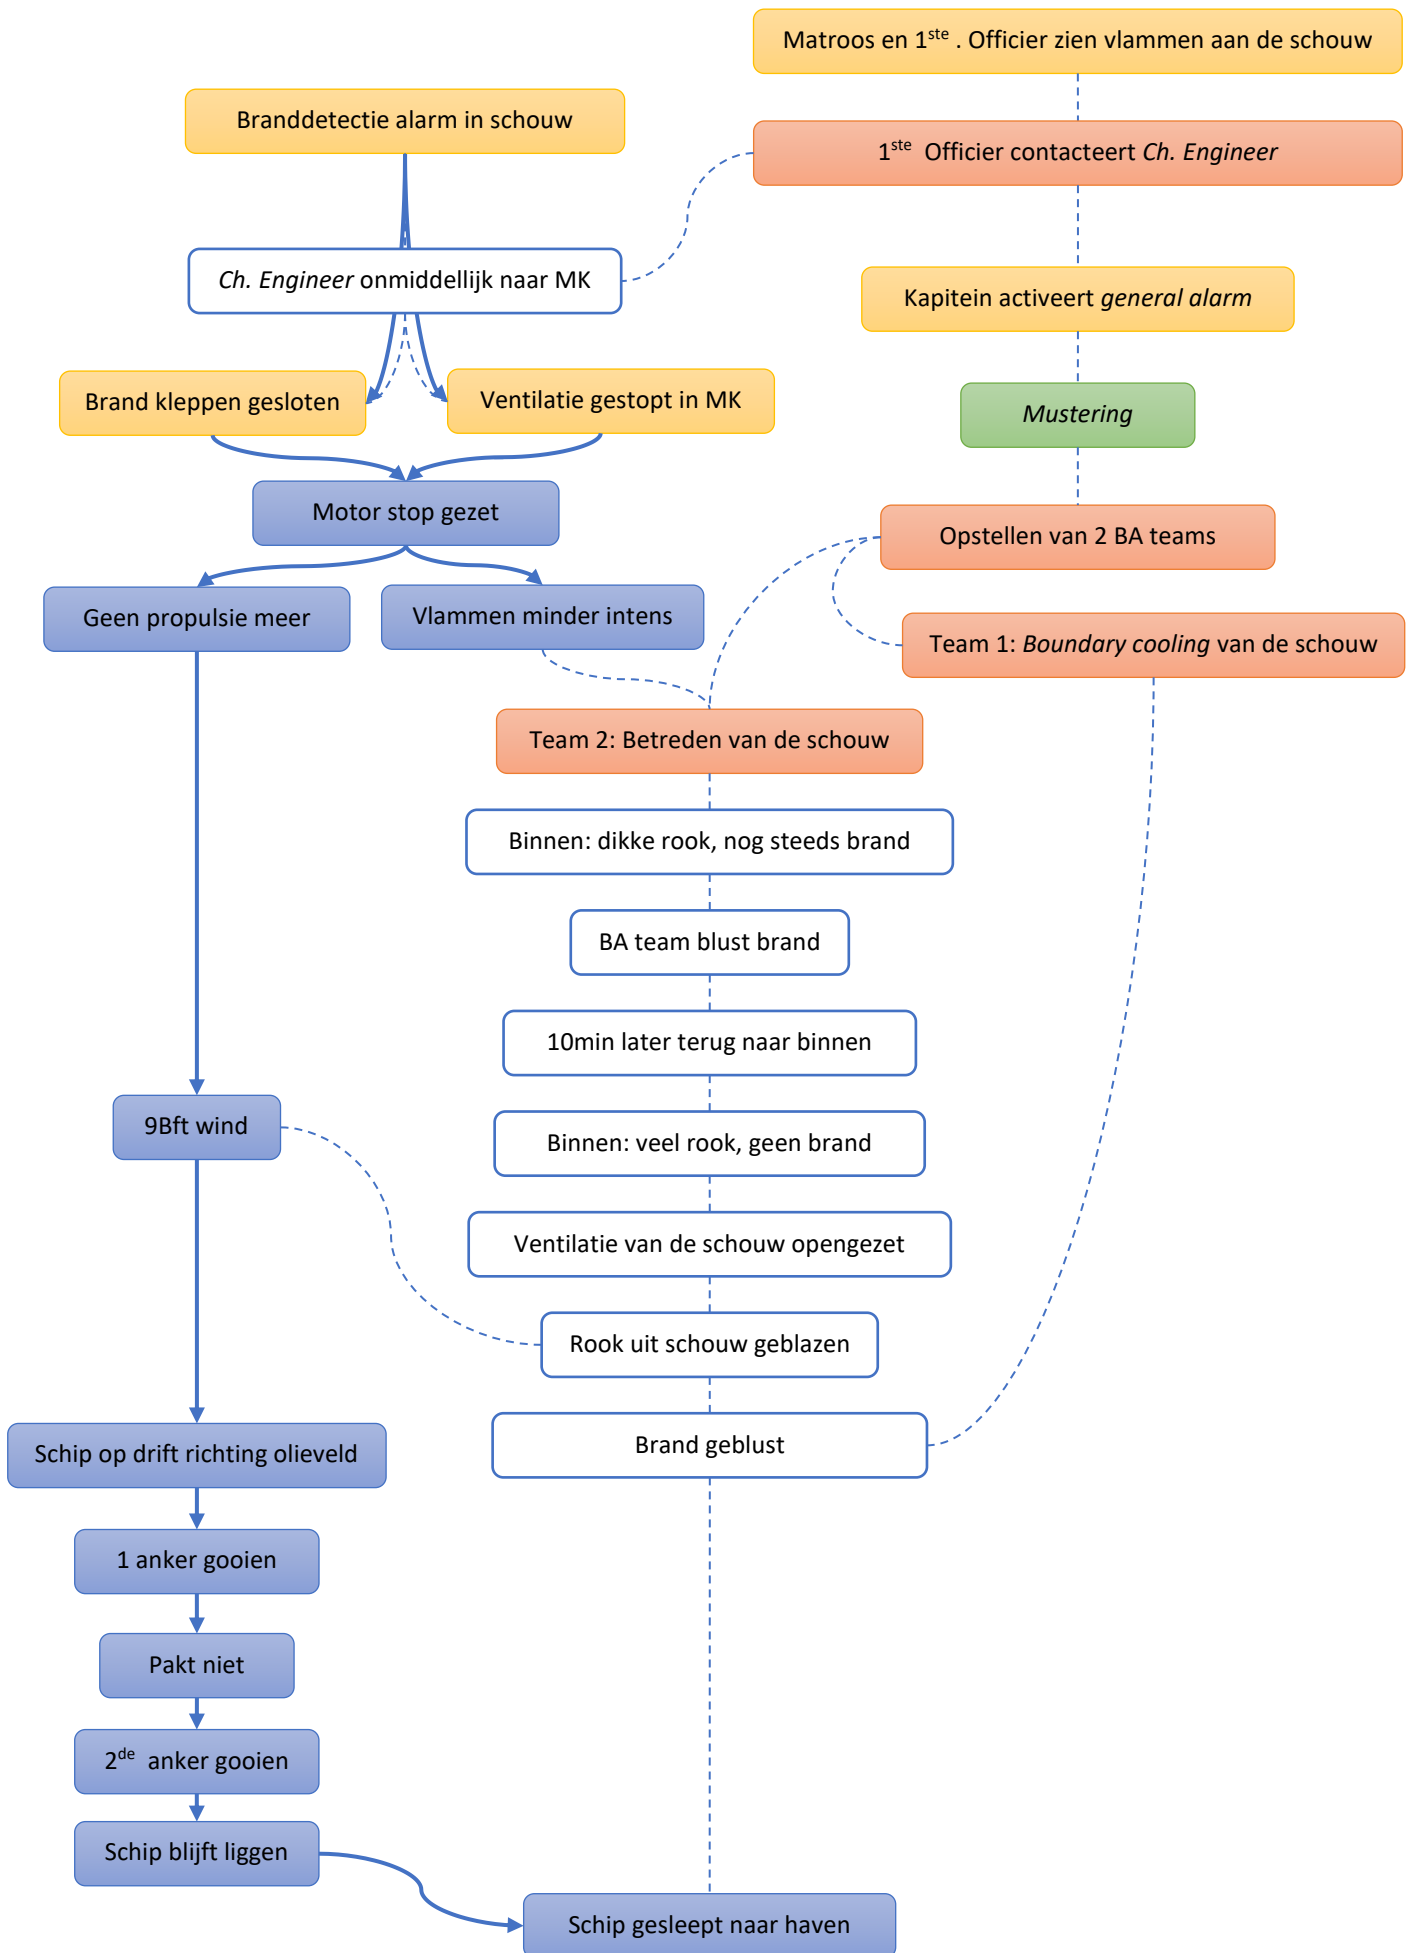 Matroos en 1ste . Officier zien vlammen aan de schouw
Branddetectie alarm in schouw
1ste Officier contacteert Ch. Engineer
Ch. Engineer onmiddellijk naar MK
Kapitein activeert general alarm
Brand kleppen gesloten
Ventilatie gestopt in MK
Mustering
Motor stop gezet
Opstellen van 2 BA teams
Geen propulsie meer
Vlammen minder intens
Team 1: Boundary cooling van de schouw
Team 2: Betreden van de schouw
Binnen: dikke rook, nog steeds brand
BA team blust brand
10min later terug naar binnen
9Bft wind
Binnen: veel rook, geen brand
Ventilatie van de schouw opengezet
Rook uit schouw geblazen
Brand geblust
Schip op drift richting olieveld
1 anker gooien
Pakt niet
2de anker gooien
Schip blijft liggen
Schip gesleept naar haven